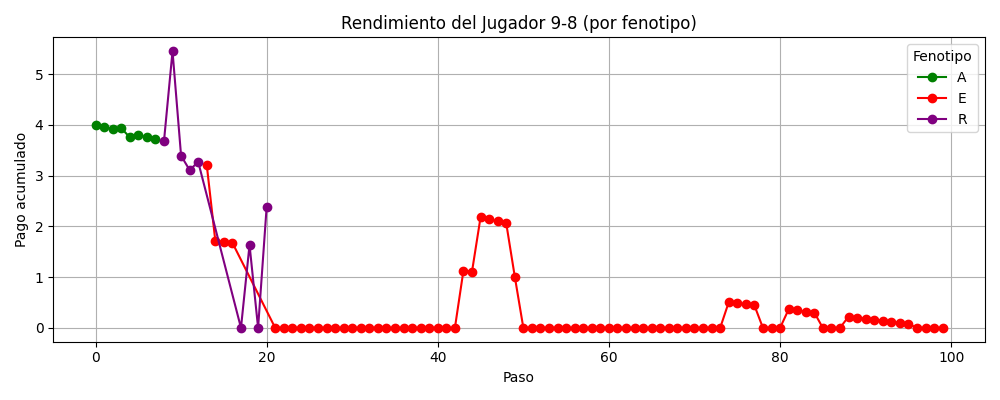 Rendimiento del Jugador 9-8 (por fenotipo)
Pago acumulado
5
4
3
2
1
0
Fenotipo
A
E
R
0 20 40 60 80 100
Paso